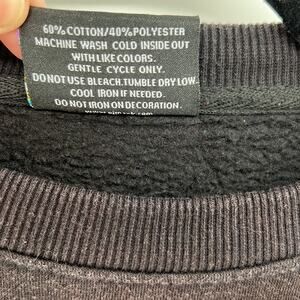 60% COTTON/40% POLYESTER
MACHINE WASH COLD INSIDE OUT
WITH LIKE COLORS.
GENTLE CYCLE ONLY.
DO NOT USE BLEACH. TUMBLE DRY LOW.
COOL IRON IF NEEDED.
DO NOT IRON ON DECORATION.